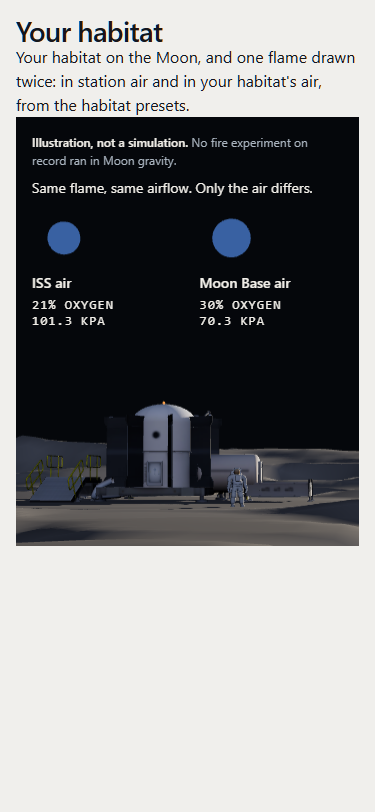 Your habitat
Your habitat on the Moon, and one flame drawn
twice: in station air and in your habitat's air,
from the habitat presets.
Illustration, not a simulation. No fire experiment on
record ran in Moon gravity.
Same flame, same airflow. Only the air differs.
ISS air
21% OXYGEN
101.3 KPA
Moon Base air
30% OXYGEN
70.3 KPA